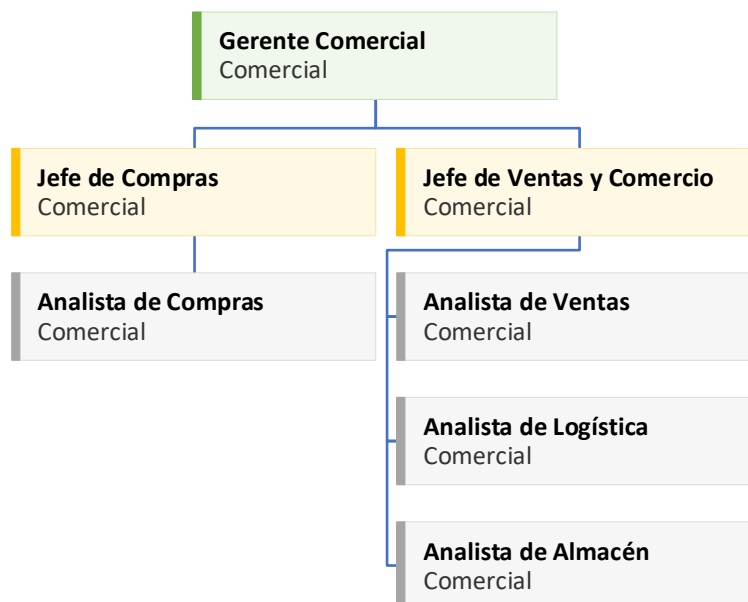 Gerente Comercial
Comercial
Jefe de Compras
Comercial
Jefe de Ventas y Comercio
Comercial
Analista de Compras
Comercial
Analista de Ventas
Comercial
Analista de Logística
Comercial
Analista de Almacén
Comercial